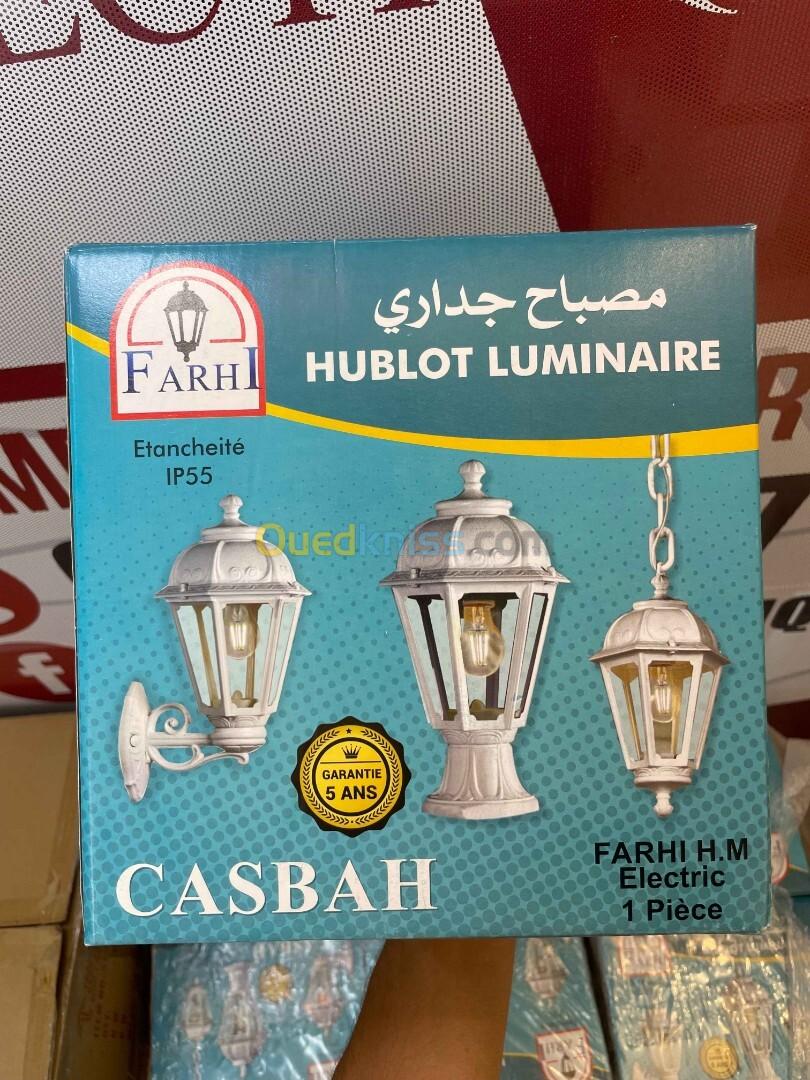 FARHI
مصباح جداري
HUBLOT LUMINAIRE
Etancheité
IP55
Ouedkniss.com
GARANTIE
5 ANS
CASBAH
FARHI H.M
Electric
1 Pièce